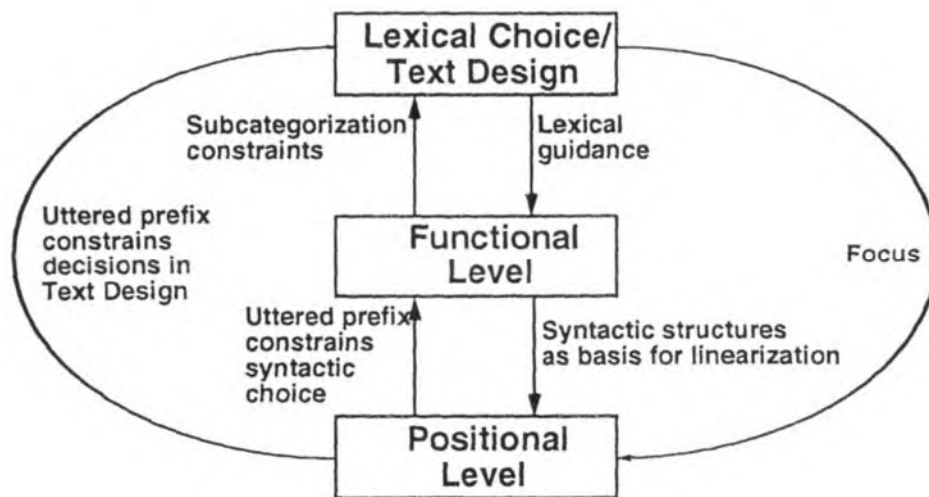 Lexical Choice/
Text Design
Subcategorization
constraints
Lexical
guidance
Uttered prefix
constrains
decisions in
Text Design
Functional
Level
Focus
Uttered prefix
constrains
syntactic
choice
Syntactic structures
as basis for linearization
Positional
Level